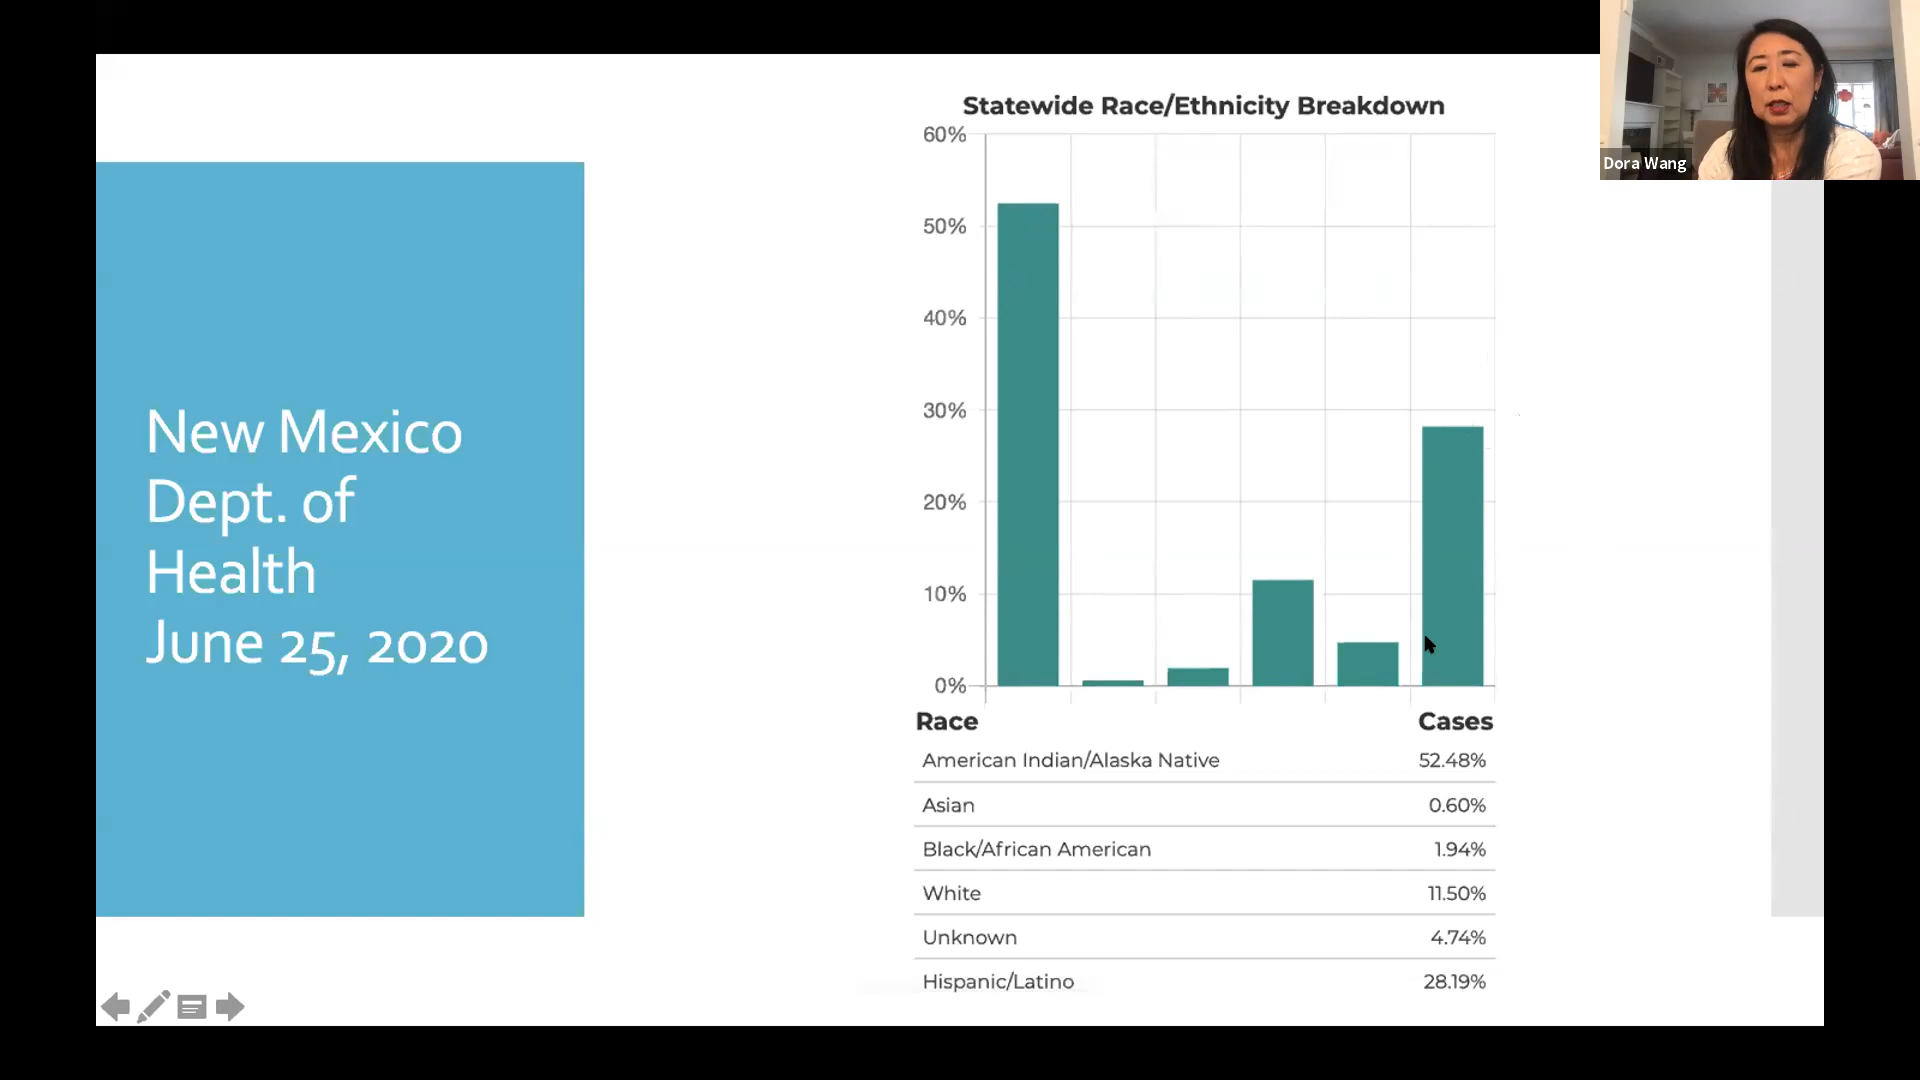 Statewide Race/Ethnicity Breakdown
60%
50%
40%
30%
20%
10%
0%
New Mexico
Dept. of
Health
June 25, 2020
Race Cases
American Indian/Alaska Native 52.48%
Asian 0.60%
Black/African American 1.94%
White 11.50%
Unknown 4.74%
Hispanic/Latino 28.19%
Dora Wang